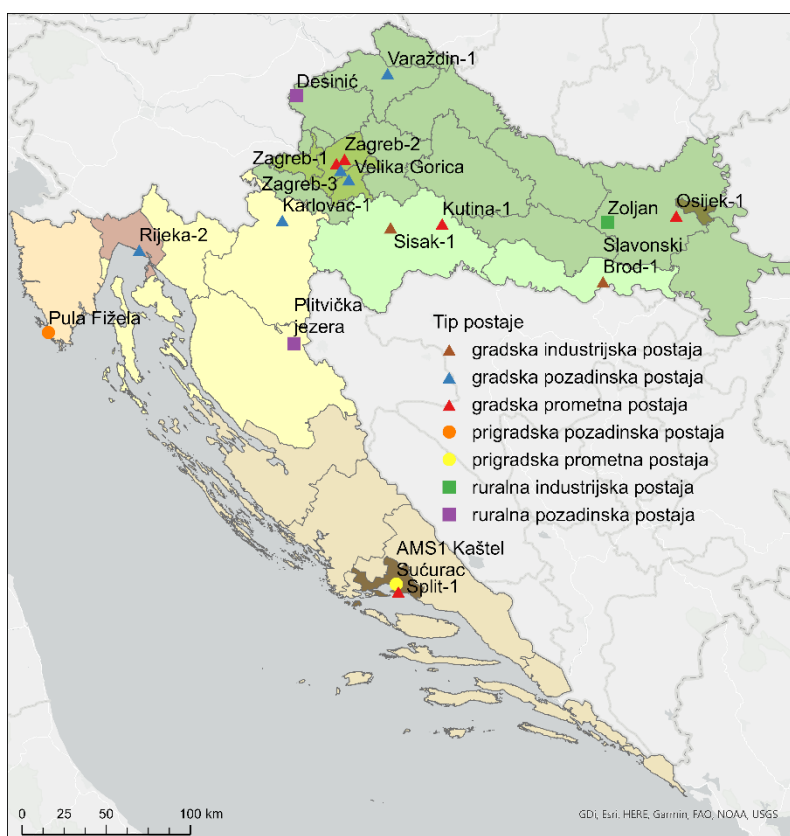 Varaždin-1
Desinić
Zagreb-2
Zagreb-1
Velika Gorica
Zagreb-3
Karlovac-1
Kutina-1
Sisak-1
Zoljan
Osijek-1
Slavonski
Brod-1
Rijeka-2
Pula Fižela
Plitvička
jezera
Tip postaje
gradska industrijska postaja
gradska pozadinska postaja
gradska prometna postaja
prigradska pozadinska postaja
prigradska prometna postaja
ruralna industrijska postaja
ruralna pozadinska postaja
AMS1 Kaštel
Sućurac
Split-1
0 25 50 100 km
GDi, Esri, HERE, Garmin, FAO, NOAA, USGS